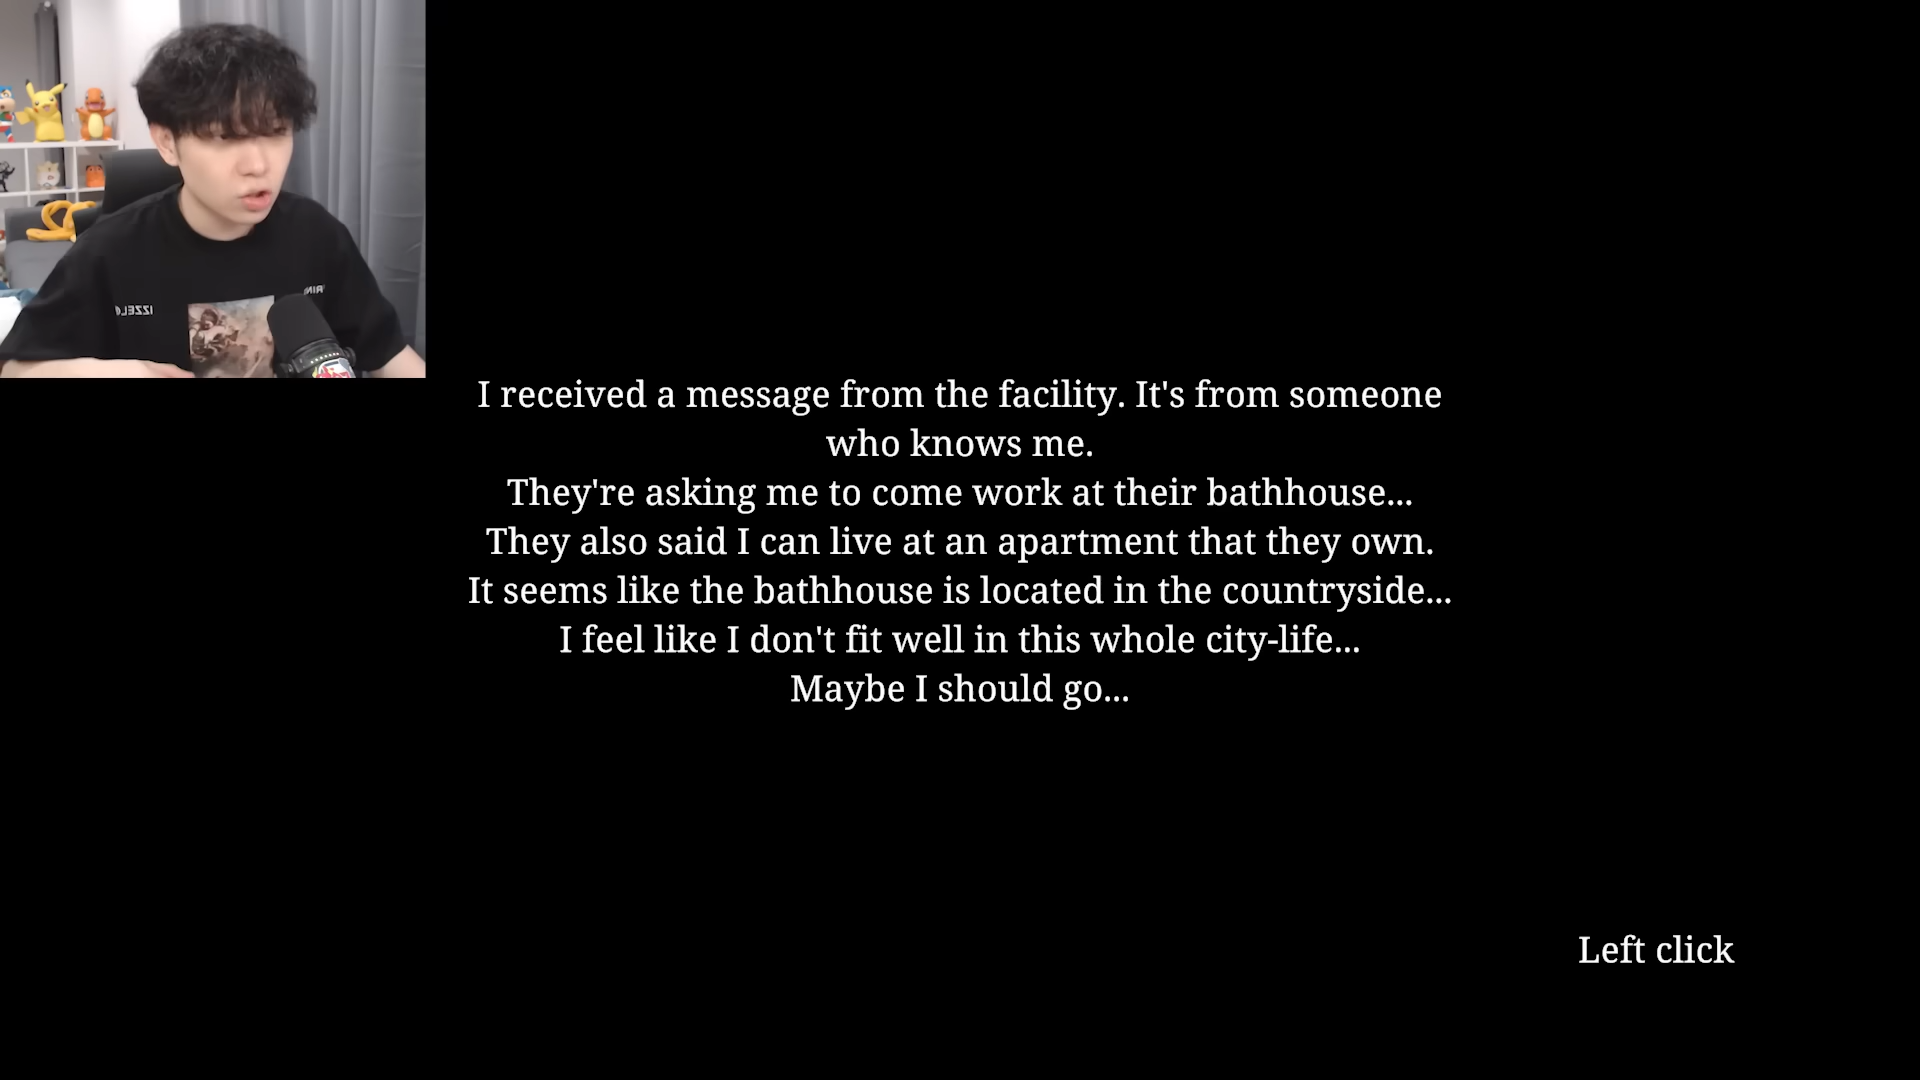 I received a message from the facility. It's from someone
who knows me.
They're asking me to come work at their bathhouse...
They also said I can live at an apartment that they own.
It seems like the bathhouse is located in the countryside...
I feel like I don't fit well in this whole city-life...
Maybe I should go...
Left click